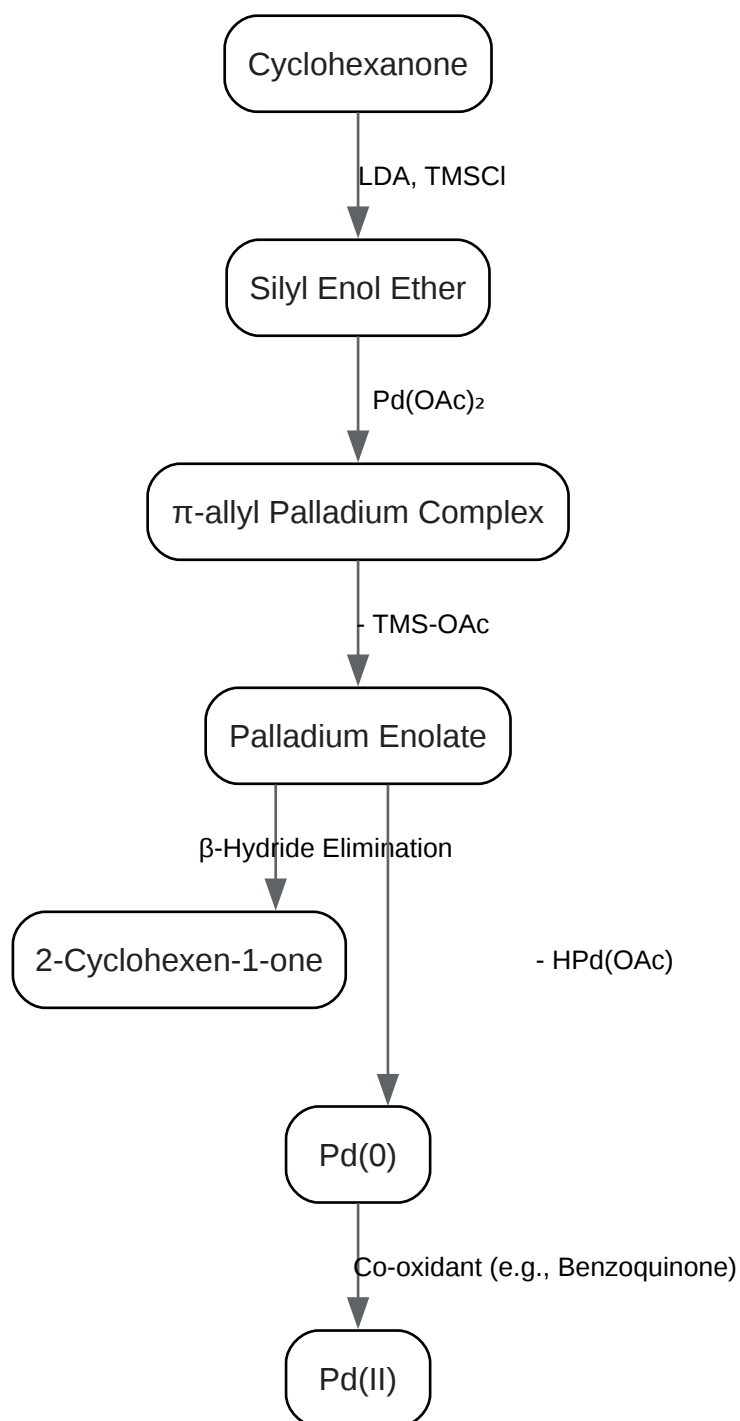 Cyclohexanone
LDA, TMSCl
Silyl Enol Ether
Pd(OAc)₂
π-allyl Palladium Complex
- TMS-OAc
Palladium Enolate
β-Hydride Elimination
2-Cyclohexen-1-one
- HPd(OAc)
Pd(0)
Co-oxidant (e.g., Benzoquinone)
Pd(II)